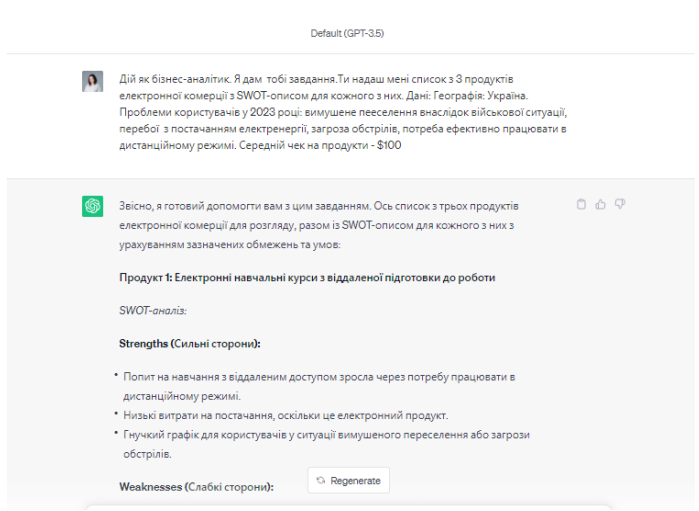 Default (GPT-3.5)
Дій як бізнес-аналітик. Я дам тобі завдання.Ти надаш мені список з 3 продуктів
електронної комерції з SWOT-описом для кожного з них. Дані: Географія: Україна.
Проблеми користувачів у 2023 році: вимушене пееселення внаслідок військової ситуації,
перебої з постачанням електренергії, загроза обстрілів, потреба ефективно працювати в
дистанційному режимі. Середній чек на продукти - $100
Звісно, я готовий допомогти вам з цим завданням. Ось список з трьох продуктів
електронної комерції для розгляду, разом із SWOT-описом для кожного з них з
урахуванням зазначених обмежень та умов:
Продукт 1: Електронні навчальні курси з віддаленої підготовки до роботи
SWOT-аналіз:
Strengths (Сильні сторони):
• Попит на навчання з віддаленим доступом зросла через потребу працювати в
дистанційному режимі.
• Низькі витрати на постачання, оскільки це електронний продукт.
• Гнучкий графік для користувачів у ситуації вимушеного переселення або загрози
обстрілів.
Weaknesses (Слабкі сторони):
Regenerate